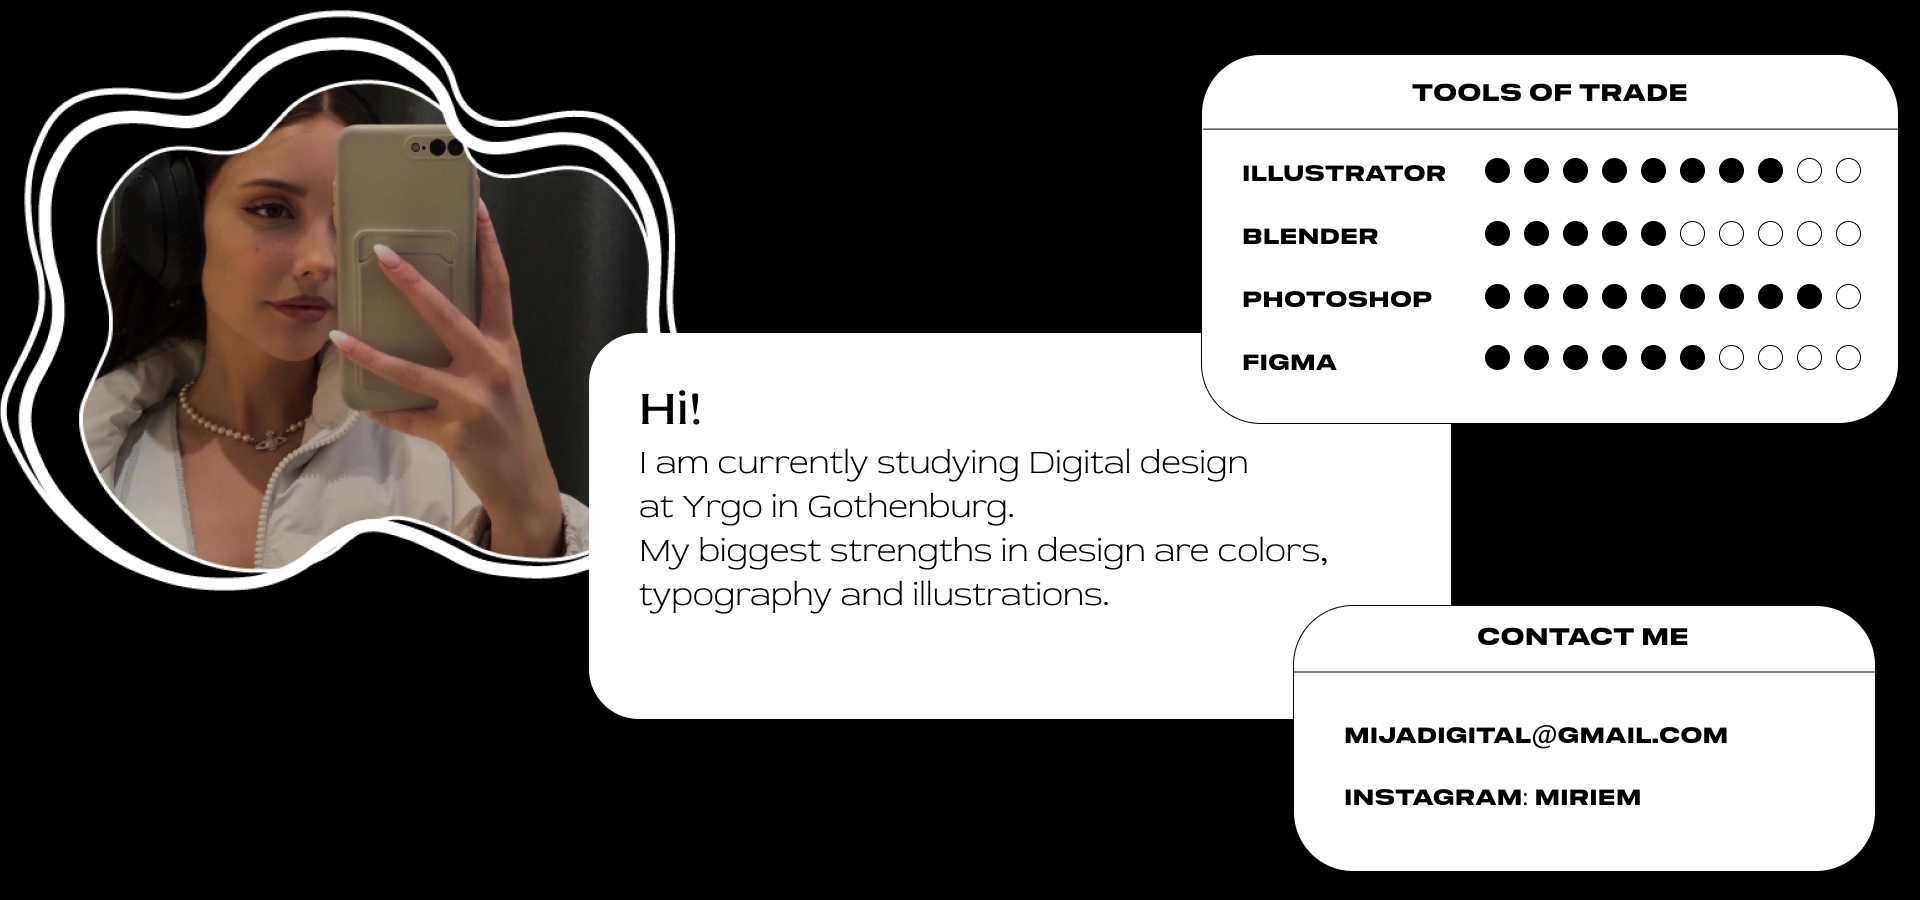 TOOLS OF TRADE
ILLUSTRATOR
BLENDER
PHOTOSHOP
FIGMA
Hi!
I am currently studying Digital design
at Yrgo in Gothenburg.
My biggest strengths in design are colors,
typography and illustrations.
CONTACT ME
MIJADIGITAL@GMAIL.COM
INSTAGRAM: MIRIEM